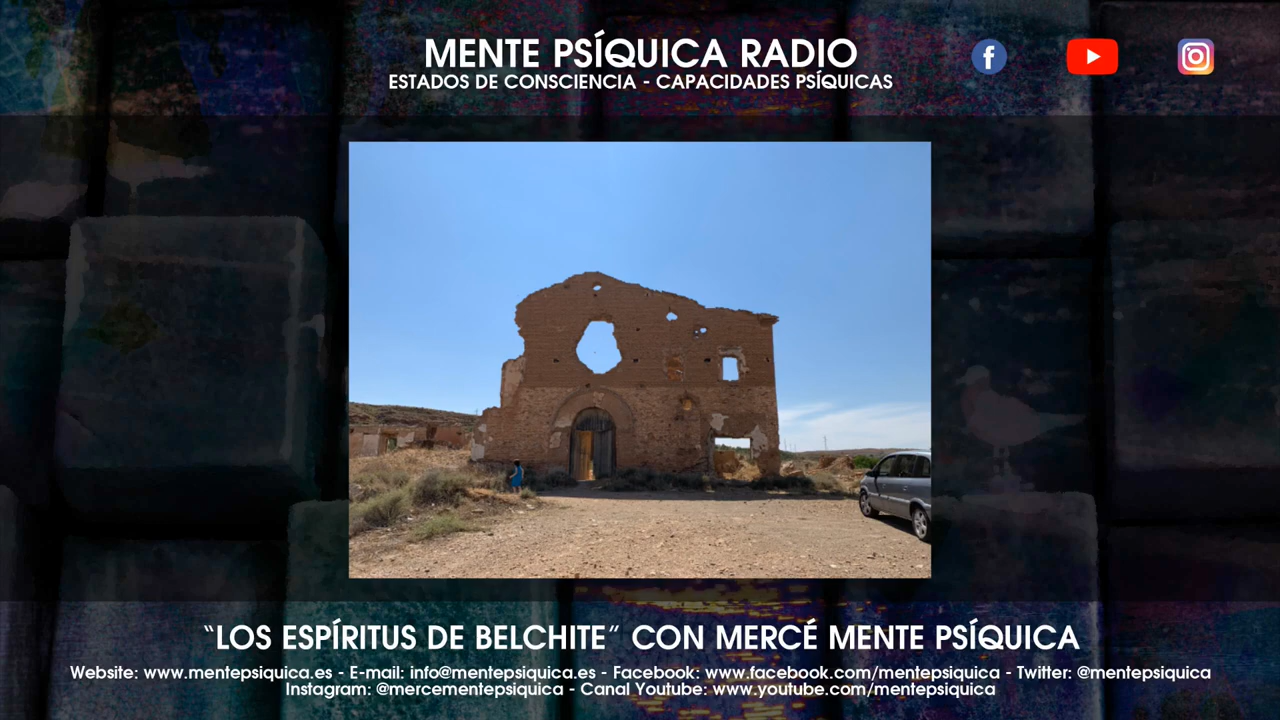 MENTE PSÍQUICA RADIO
ESTADOS DE CONSCIENCIA - CAPACIDADES PSÍQUICAS
“LOS ESPÍRITUS DE BELCHITE” CON MERCÉ MENTE PSÍQUICA
Website: www.mentepsiquica.es - E-mail: info@mentepsiquica.es - Facebook: www.facebook.com/mentepsiquica - Twitter: @mentepsiquica
Instagram: @mercementepsiquica - Canal Youtube: www.youtube.com/mentepsiquica